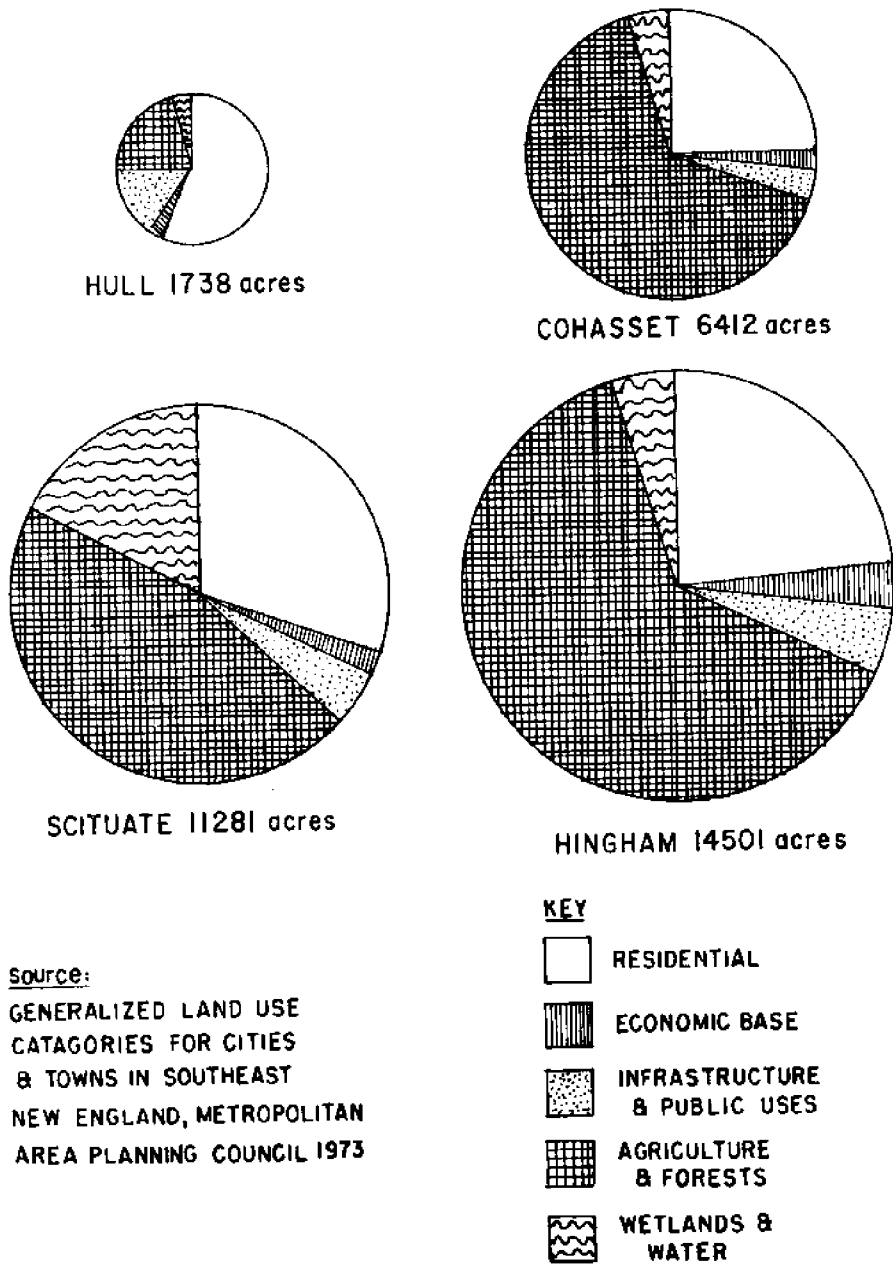 HULL 1738 acres
COHASSET 6412 acres
SCITUATE 11281 acres
HINGHAM 14501 acres
source:
GENERALIZED LAND USE
CATAGORIES FOR CITIES
& TOWNS IN SOUTHEAST
NEW ENGLAND, METROPOLITAN
AREA PLANNING COUNCIL 1973
KEY
RESIDENTIAL
ECONOMIC BASE
INFRASTRUCTURE
& PUBLIC USES
AGRICULTURE
& FORESTS
WETLANDS &
WATER